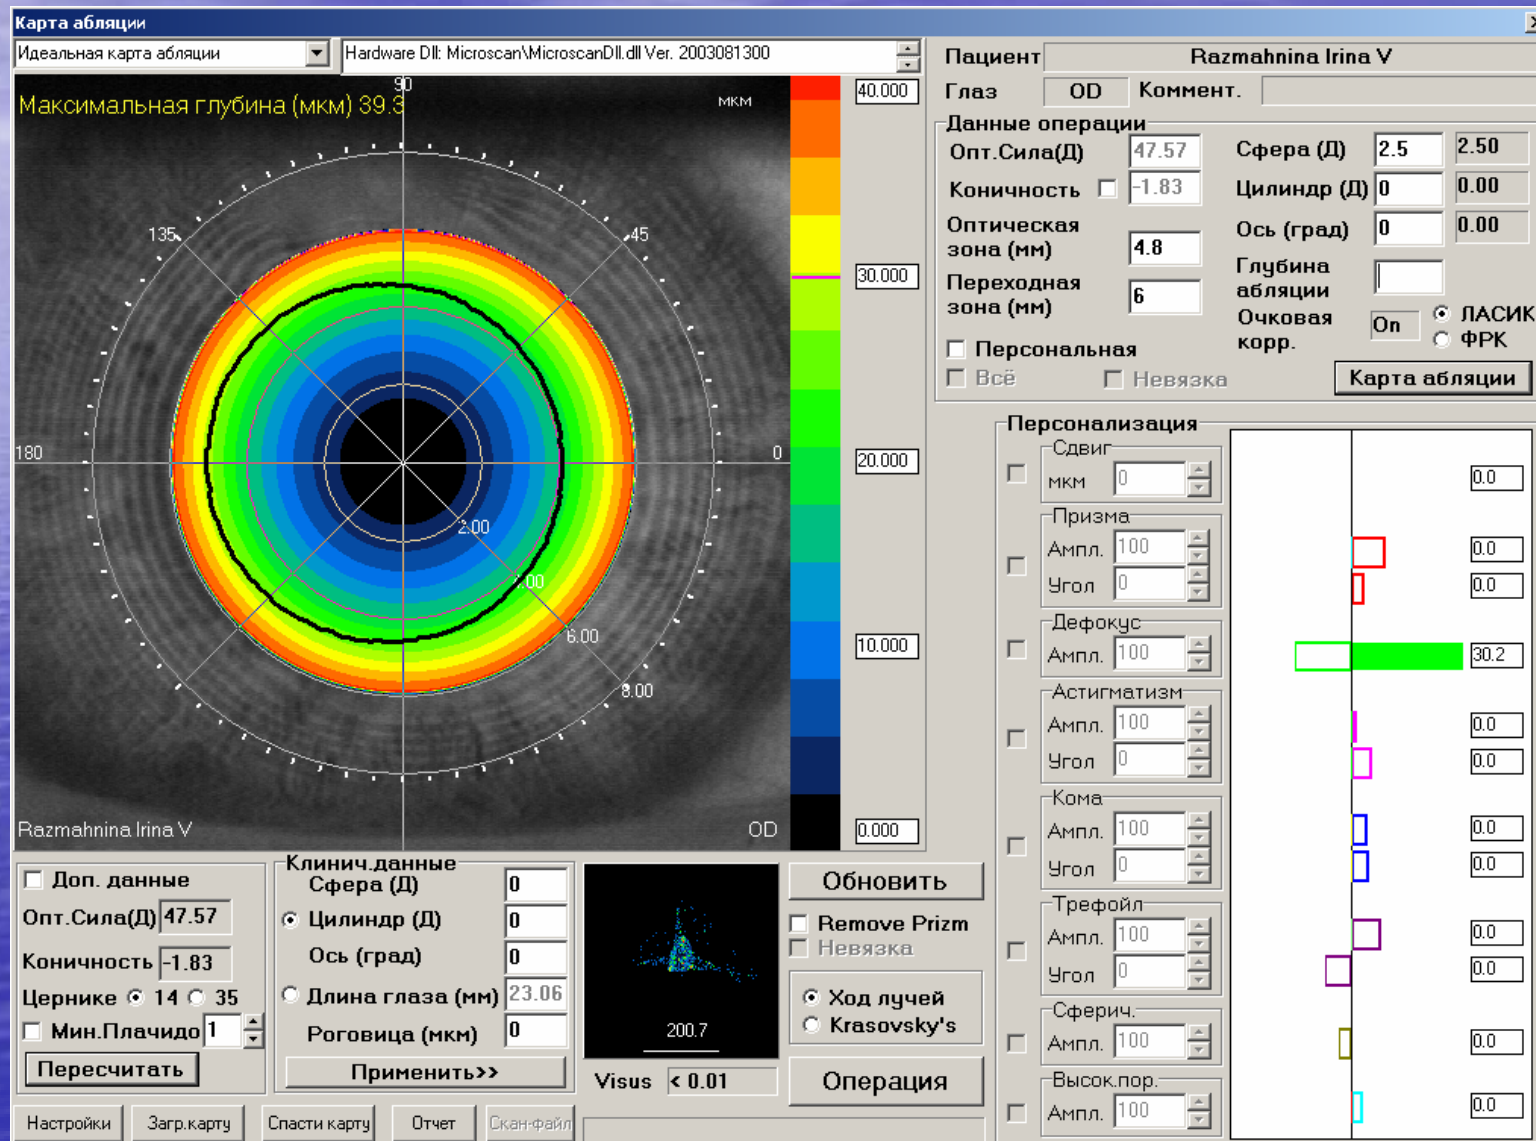 Карта абляции
Идеальная карта абляции
Hardware Dll: Microscan\MicroscanDll.dll Ver. 2003081300
Максимальная глубина (мкм) 39.3
мкм
90
135
45
180
0
2.00
4.00
6.00
8.00
Razmahnina Irina V
OD
40.000
30.000
20.000
10.000
0.000
Пациент Razmahnina Irina V
Глаз OD Коммент.
Данные операции
Опт.Сила(Д) 47.57 Сфера (Д) 2.5 2.50
Коничность -1.83 Цилиндр (Д) 0 0.00
Оптическая зона (мм) 4.8 Ось (град) 0 0.00
Переходная зона (мм) 6 Глубина абляции
Очковая корр. On ЛАСИК
ФРК
Персональная
Всё Невязка Карта абляции
Персонализация
Сдвиг
мкм 0 0.0
Призма
Ампл. 100 0.0
Угол 0 0.0
Дефокус
Ампл. 100 30.2
Астигматизм
Ампл. 100 0.0
Угол 0 0.0
Кома
Ампл. 100 0.0
Угол 0 0.0
Трефойл
Ампл. 100 0.0
Угол 0 0.0
Сферич.
Ампл. 100 0.0
Высок.пор.
Ампл. 100 0.0
Доп. данные
Опт.Сила(Д) 47.57
Коничность -1.83
Цернике 14 35
Мин.Плачидо 1
Пересчитать
Клинич.данные
Сфера (Д) 0
Цилиндр (Д) 0
Ось (град) 0
Длина глаза (мм) 23.06
Роговица (мкм) 0
Применить>>
200.7
Visus < 0.01
Обновить
Remove Prizm
Невязка
Ход лучей
Krasovsky's
Операция
Настройки Загр.карту Спасти карту Отчет Скан-файл